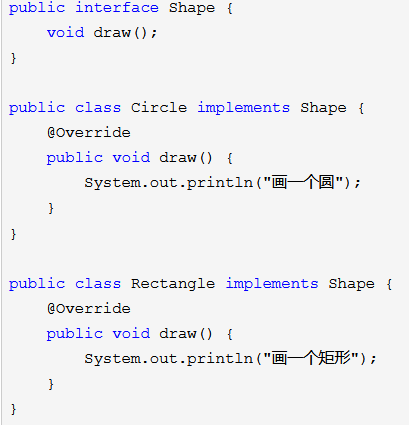 public interface Shape {
    void draw();
}
public class Circle implements Shape {
    @Override
    public void draw() {
        System.out.println("画一个圆");
    }
}
public class Rectangle implements Shape {
    @Override
    public void draw() {
        System.out.println("画一个矩形");
    }
}